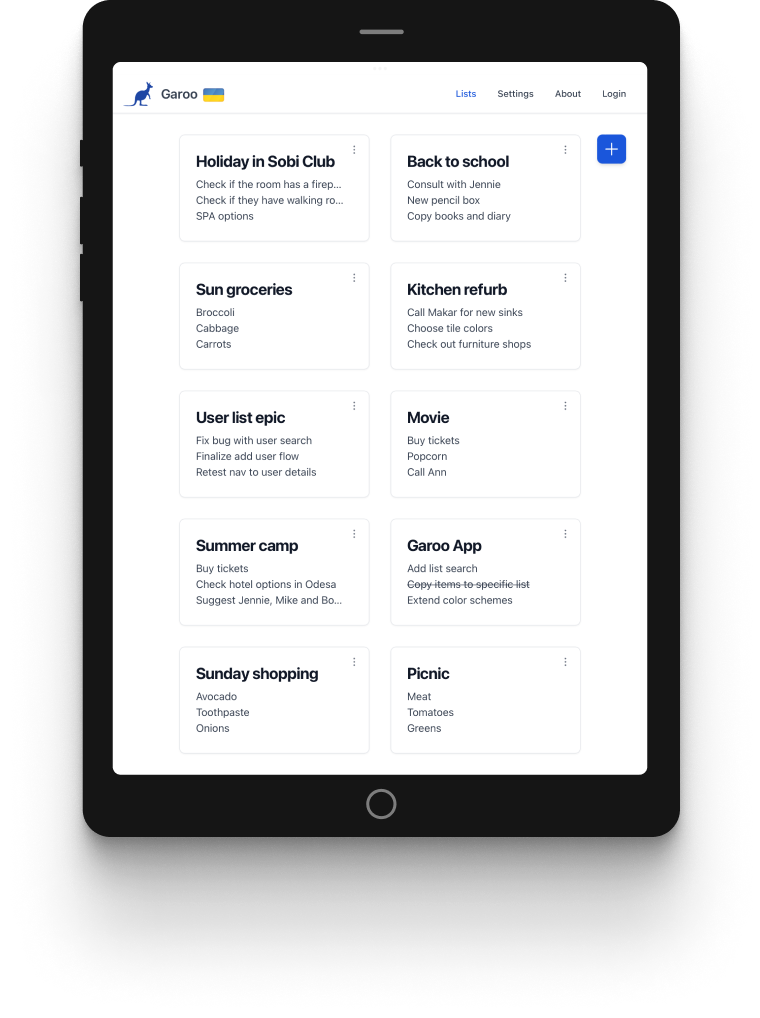 Garoo
Lists Settings About Login
Holiday in Sobi Club
Check if the room has a firep...
Check if they have walking ro...
SPA options
Back to school
Consult with Jennie
New pencil box
Copy books and diary
Sun groceries
Broccoli
Cabbage
Carrots
Kitchen refurb
Call Makar for new sinks
Choose tile colors
Check out furniture shops
User list epic
Fix bug with user search
Finalize add user flow
Retest nav to user details
Movie
Buy tickets
Popcorn
Call Ann
Summer camp
Buy tickets
Check hotel options in Odesa
Suggest Jennie, Mike and Bo...
Garoo App
Add list search
Copy items to specific list
Extend color schemes
Sunday shopping
Avocado
Toothpaste
Onions
Picnic
Meat
Tomatoes
Greens